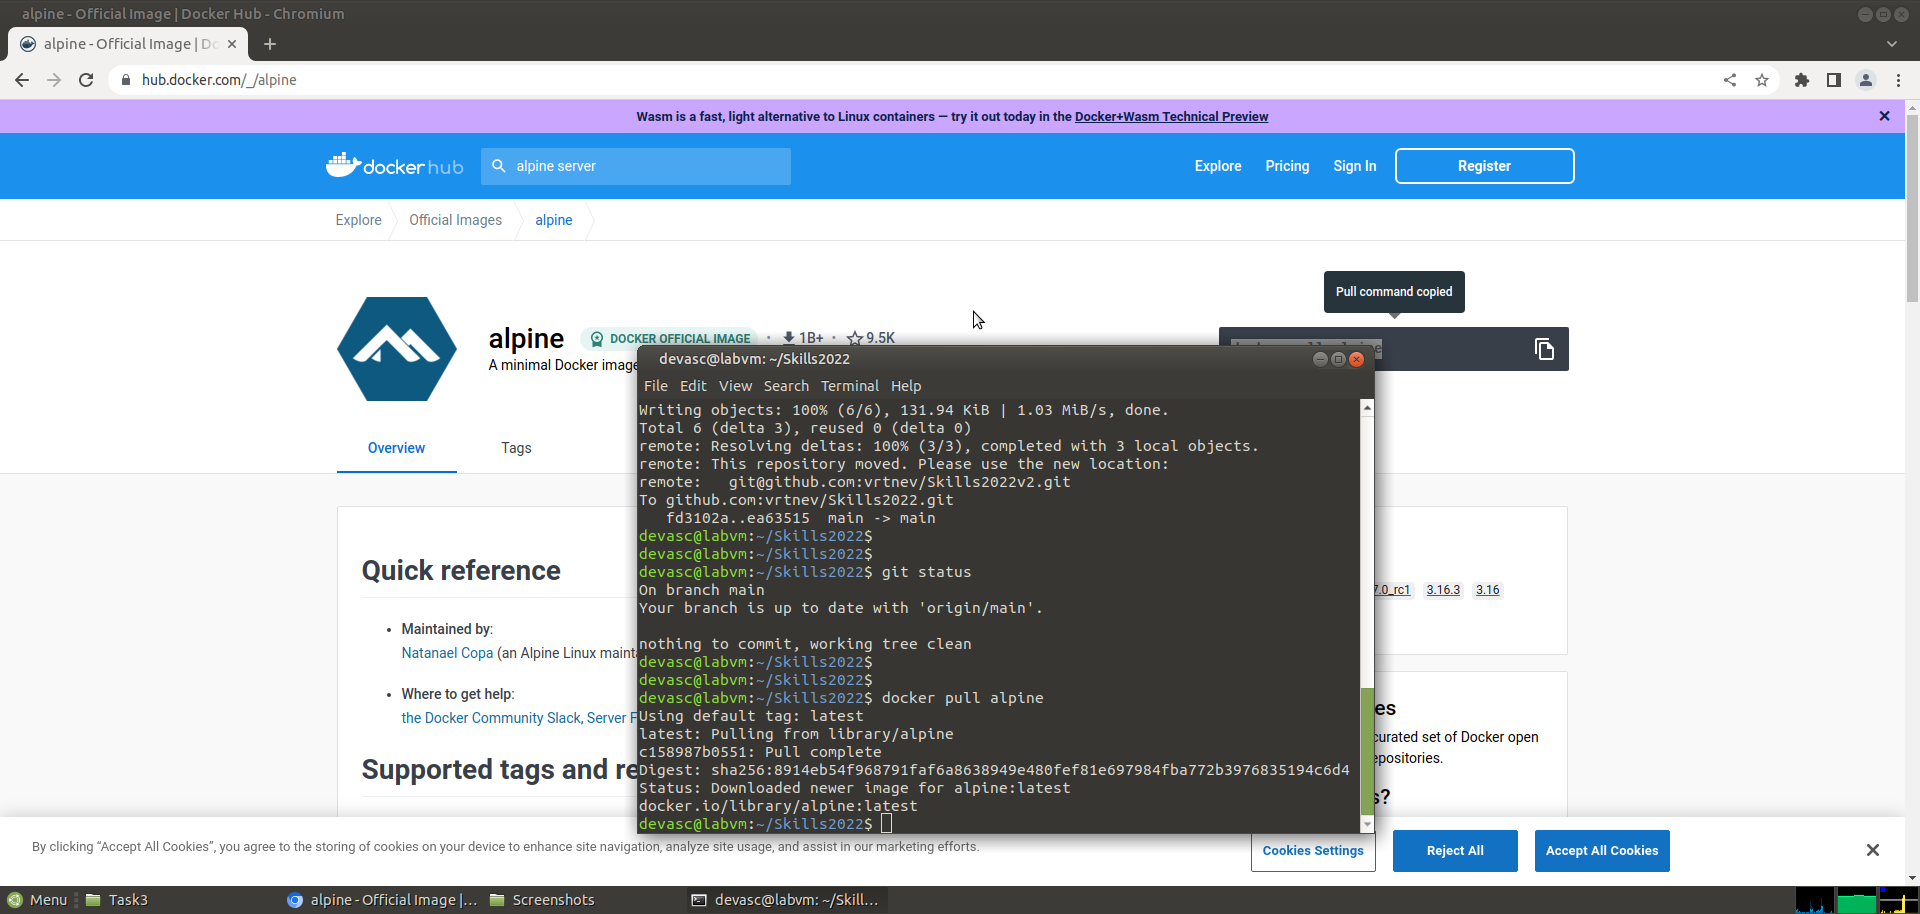 alpine - Official Image | Docker Hub - Chromium
alpine - Official Image | Do
hub.docker.com/_/alpine
Wasm is a fast, light alternative to Linux containers — try it out today in the Docker+Wasm Technical Preview
docker hub
alpine server
Explore
Pricing
Sign In
Register
Explore
Official Images
alpine
Pull command copied
alpine
DOCKER OFFICIAL IMAGE
· 1B+ · 9.5K
A minimal Docker image
Overview
Tags
Quick reference
• Maintained by:
Natanael Copa (an Alpine Linux maint
• Where to get help:
the Docker Community Slack, Server F
Supported tags and re
7.0_rc1 3.16.3 3.16
es
curated set of Docker open
epositories.
s?
devasc@labvm: ~/Skills2022
File Edit View Search Terminal Help
Writing objects: 100% (6/6), 131.94 KiB | 1.03 MiB/s, done.
Total 6 (delta 3), reused 0 (delta 0)
remote: Resolving deltas: 100% (3/3), completed with 3 local objects.
remote: This repository moved. Please use the new location:
remote:   git@github.com:vrtnev/Skills2022v2.git
To github.com:vrtnev/Skills2022.git
   fd3102a..ea63515  main -> main
devasc@labvm:~/Skills2022$
devasc@labvm:~/Skills2022$
devasc@labvm:~/Skills2022$ git status
On branch main
Your branch is up to date with 'origin/main'.
nothing to commit, working tree clean
devasc@labvm:~/Skills2022$
devasc@labvm:~/Skills2022$
devasc@labvm:~/Skills2022$ docker pull alpine
Using default tag: latest
latest: Pulling from library/alpine
c158987b0551: Pull complete
Digest: sha256:8914eb54f968791faf6a8638949e480fef81e697984fba772b3976835194c6d4
Status: Downloaded newer image for alpine:latest
docker.io/library/alpine:latest
devasc@labvm:~/Skills2022$
By clicking “Accept All Cookies”, you agree to the storing of cookies on your device to enhance site navigation, analyze site usage, and assist in our marketing efforts.
Cookies Settings
Reject All
Accept All Cookies
Menu
Task3
alpine - Official Image |...
Screenshots
devasc@labvm: ~/Skill...